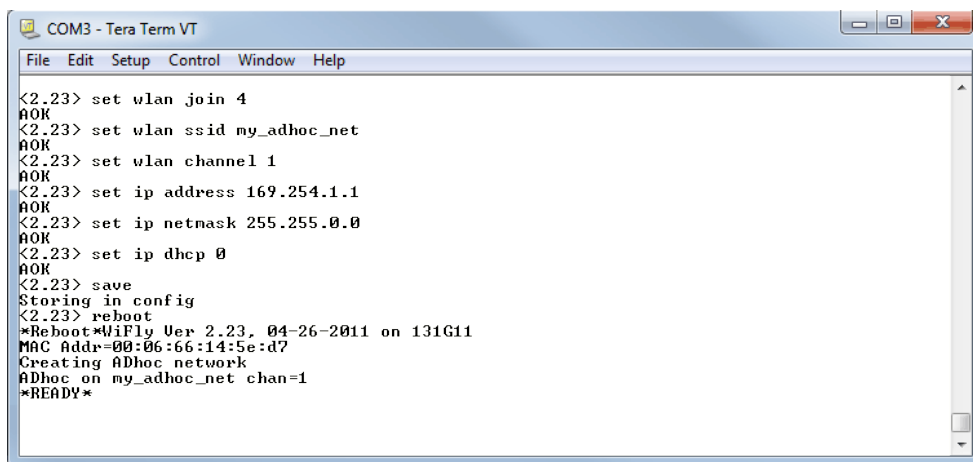 COM3 - Tera Term VT
File Edit Setup Control Window Help
<2.23> set wlan join 4
AOK
<2.23> set wlan ssid my_adhoc_net
AOK
<2.23> set wlan channel 1
AOK
<2.23> set ip address 169.254.1.1
AOK
<2.23> set ip netmask 255.255.0.0
AOK
<2.23> set ip dhcp 0
AOK
<2.23> save
Storing in config
<2.23> reboot
*Reboot*WiFly Ver 2.23, 04-26-2011 on 131G11
MAC Addr=00:06:66:14:5e:d7
Creating ADhoc network
ADhoc on my_adhoc_net chan=1
*READY*